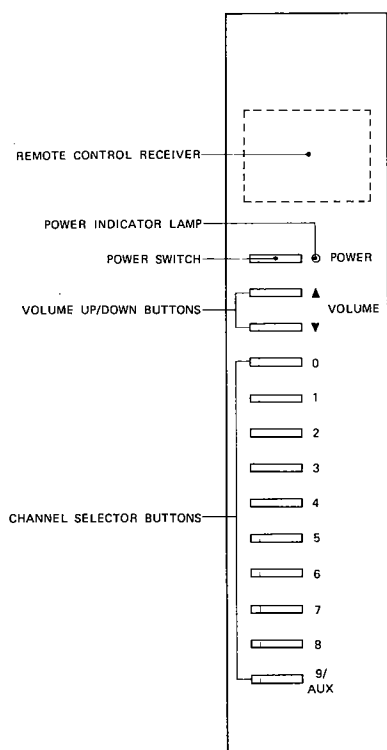 REMOTE CONTROL RECEIVER
POWER INDICATOR LAMP
POWER SWITCH
POWER
VOLUME UP/DOWN BUTTONS
▲
VOLUME
▼
0
1
2
3
4
CHANNEL SELECTOR BUTTONS
5
6
7
8
9/
AUX